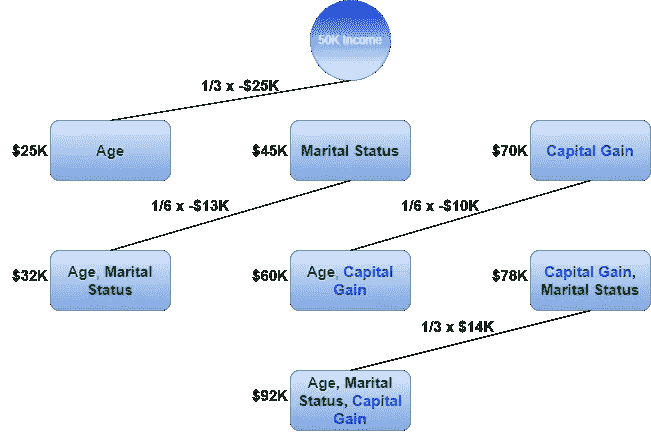 50K Income
1/3 x -$25K
$25K
Age
$45K
Marital Status
$70K
Capital Gain
1/6 x -$13K
1/6 x -$10K
$32K
Age, Marital
Status
$60K
Age, Capital
Gain
$78K
Capital Gain,
Marital Status
1/3 x $14K
$92K
Age, Marital
Status, Capital
Gain